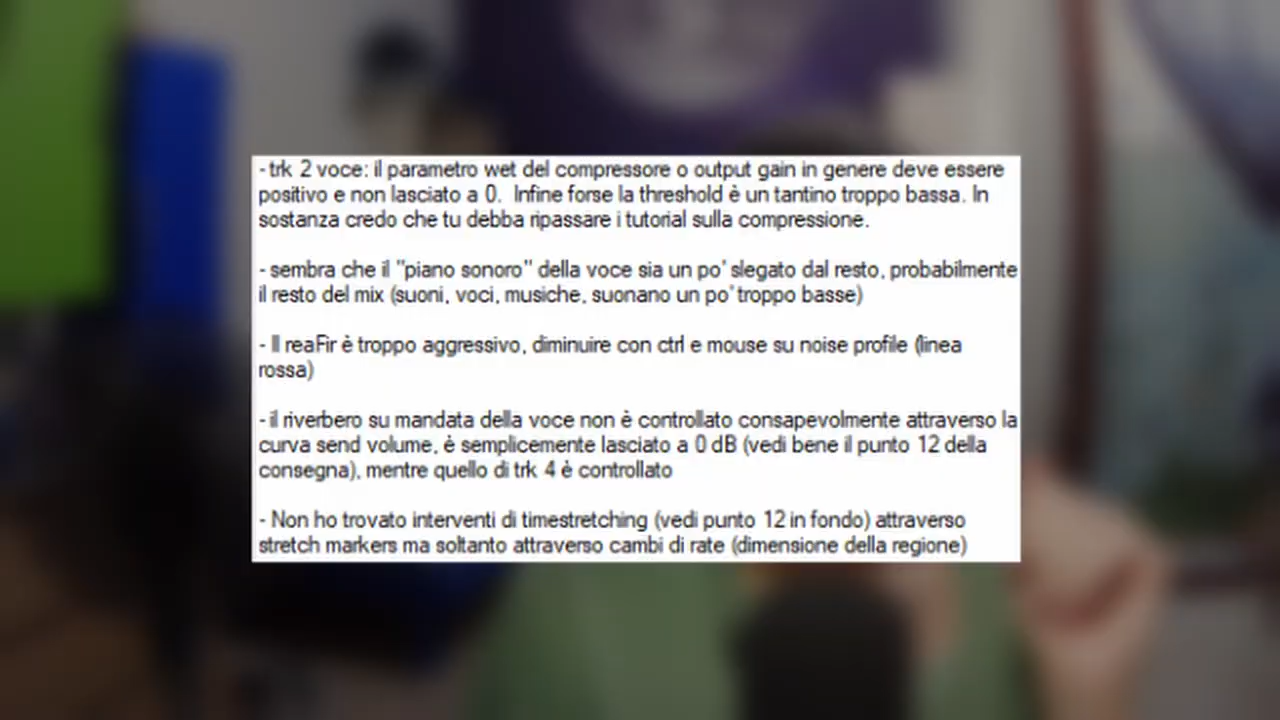 - trk 2 voce: il parametro wet del compressore o output gain in genere deve essere
positivo e non lasciato a 0.  Infine forse la threshold è un tantino troppo bassa. In
sostanza credo che tu debba ripassare i tutorial sulla compressione.
- sembra che il "piano sonoro" della voce sia un po' slegato dal resto, probabilmente
il resto del mix (suoni, voci, musiche, suonano un po' troppo basse)
- Il reaFir è troppo aggressivo, diminuire con ctrl e mouse su noise profile (linea
rossa)
- il riverbero su mandata della voce non è controllato consapevolmente attraverso la
curva send volume, è semplicemente lasciato a 0 dB (vedi bene il punto 12 della
consegna), mentre quello di trk 4 è controllato
- Non ho trovato interventi di timestretching (vedi punto 12 in fondo) attraverso
stretch markers ma soltanto attraverso cambi di rate (dimensione della regione)